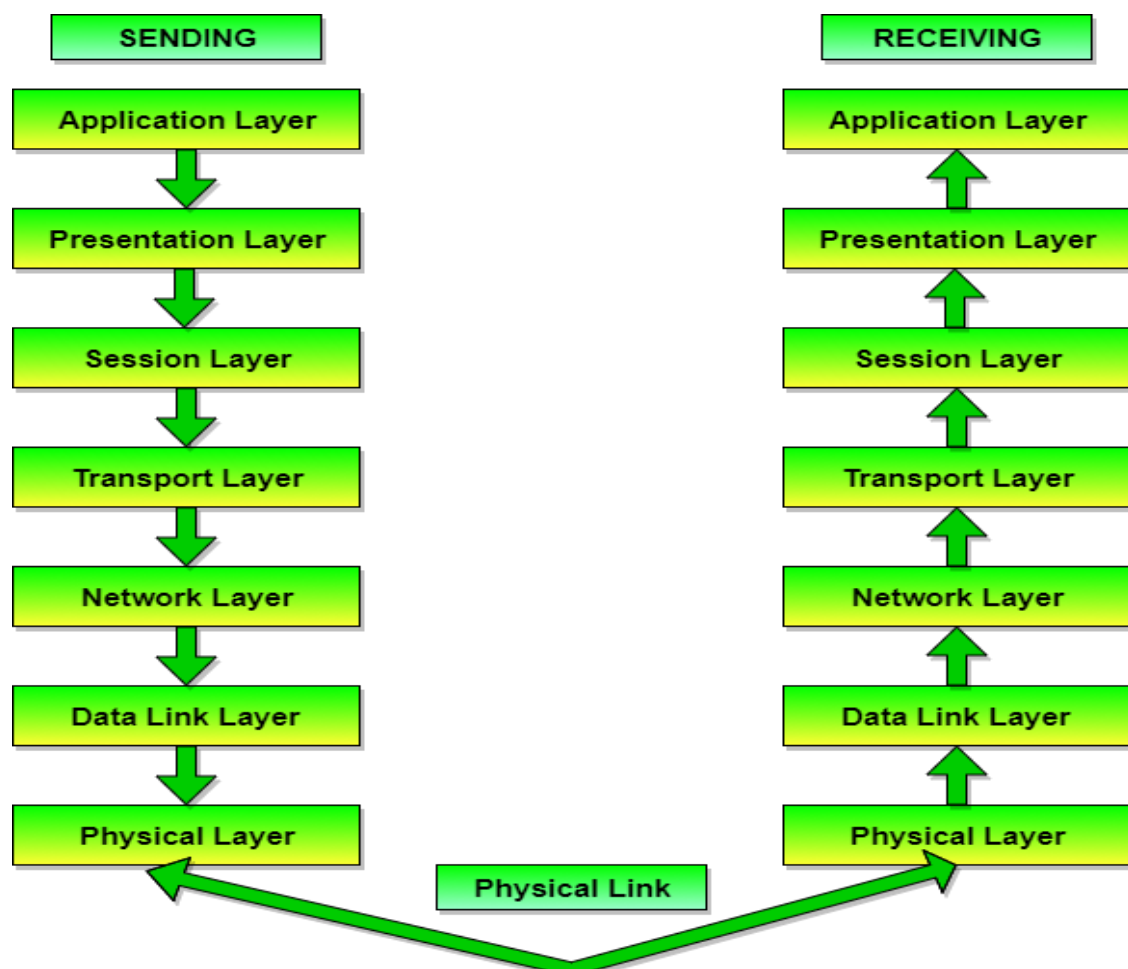 SENDING
RECEIVING
Application Layer
Application Layer
Presentation Layer
Presentation Layer
Session Layer
Session Layer
Transport Layer
Transport Layer
Network Layer
Network Layer
Data Link Layer
Data Link Layer
Physical Layer
Physical Layer
Physical Link